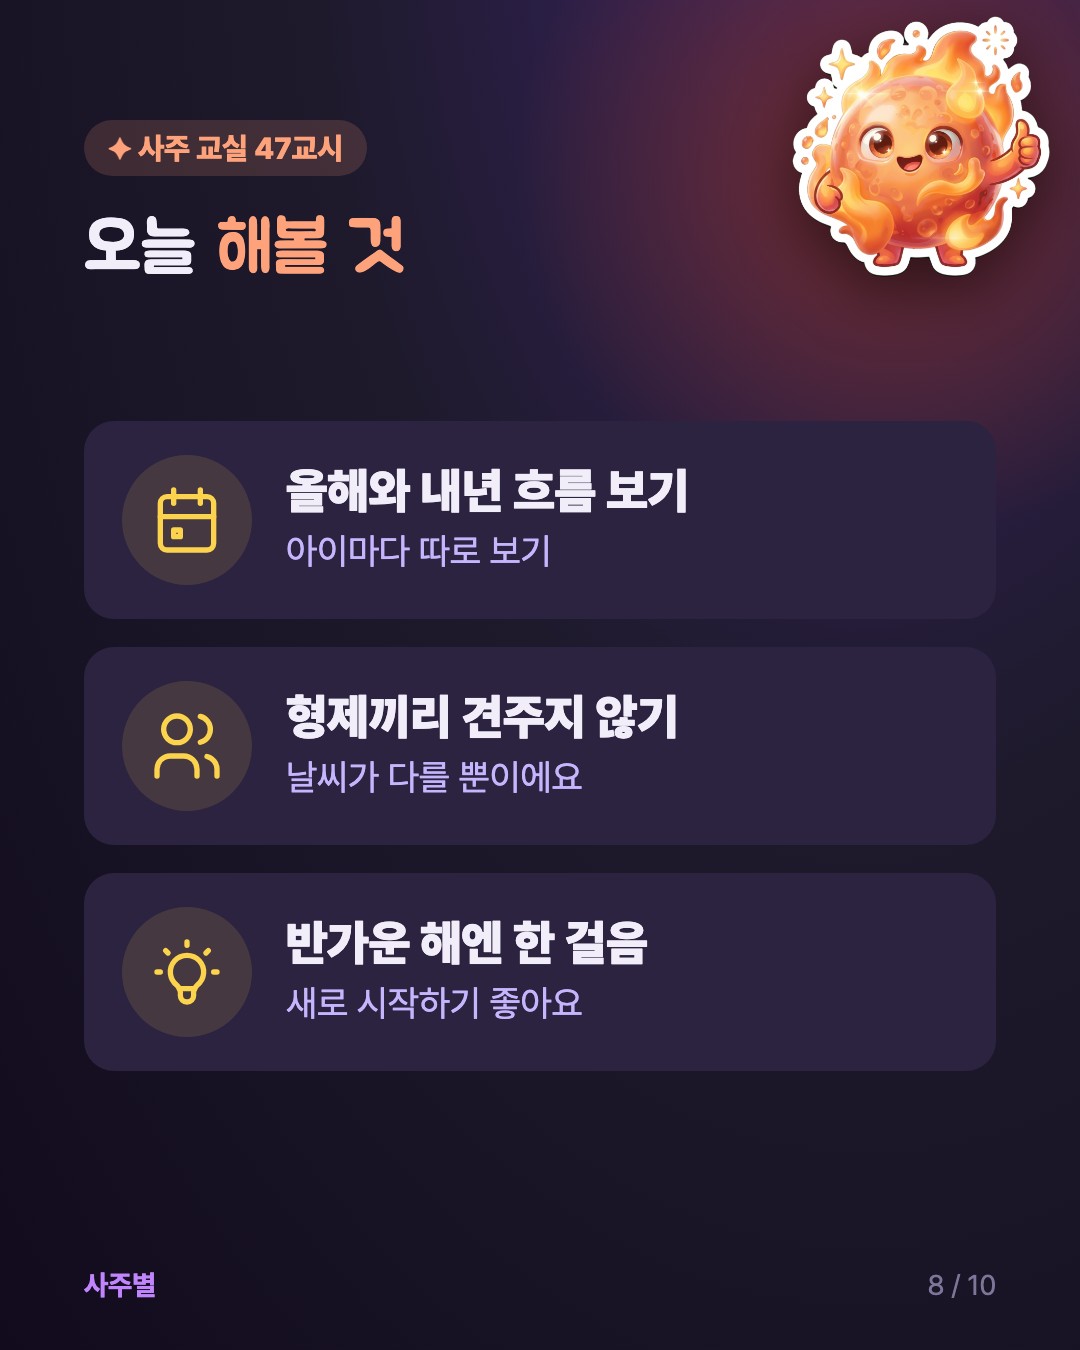 ✦ 사주 교실 47교시
오늘 해볼 것
올해와 내년 흐름 보기
아이마다 따로 보기
형제끼리 견주지 않기
날씨가 다를 뿐이에요
반가운 해엔 한 걸음
새로 시작하기 좋아요
사주별
8 / 10